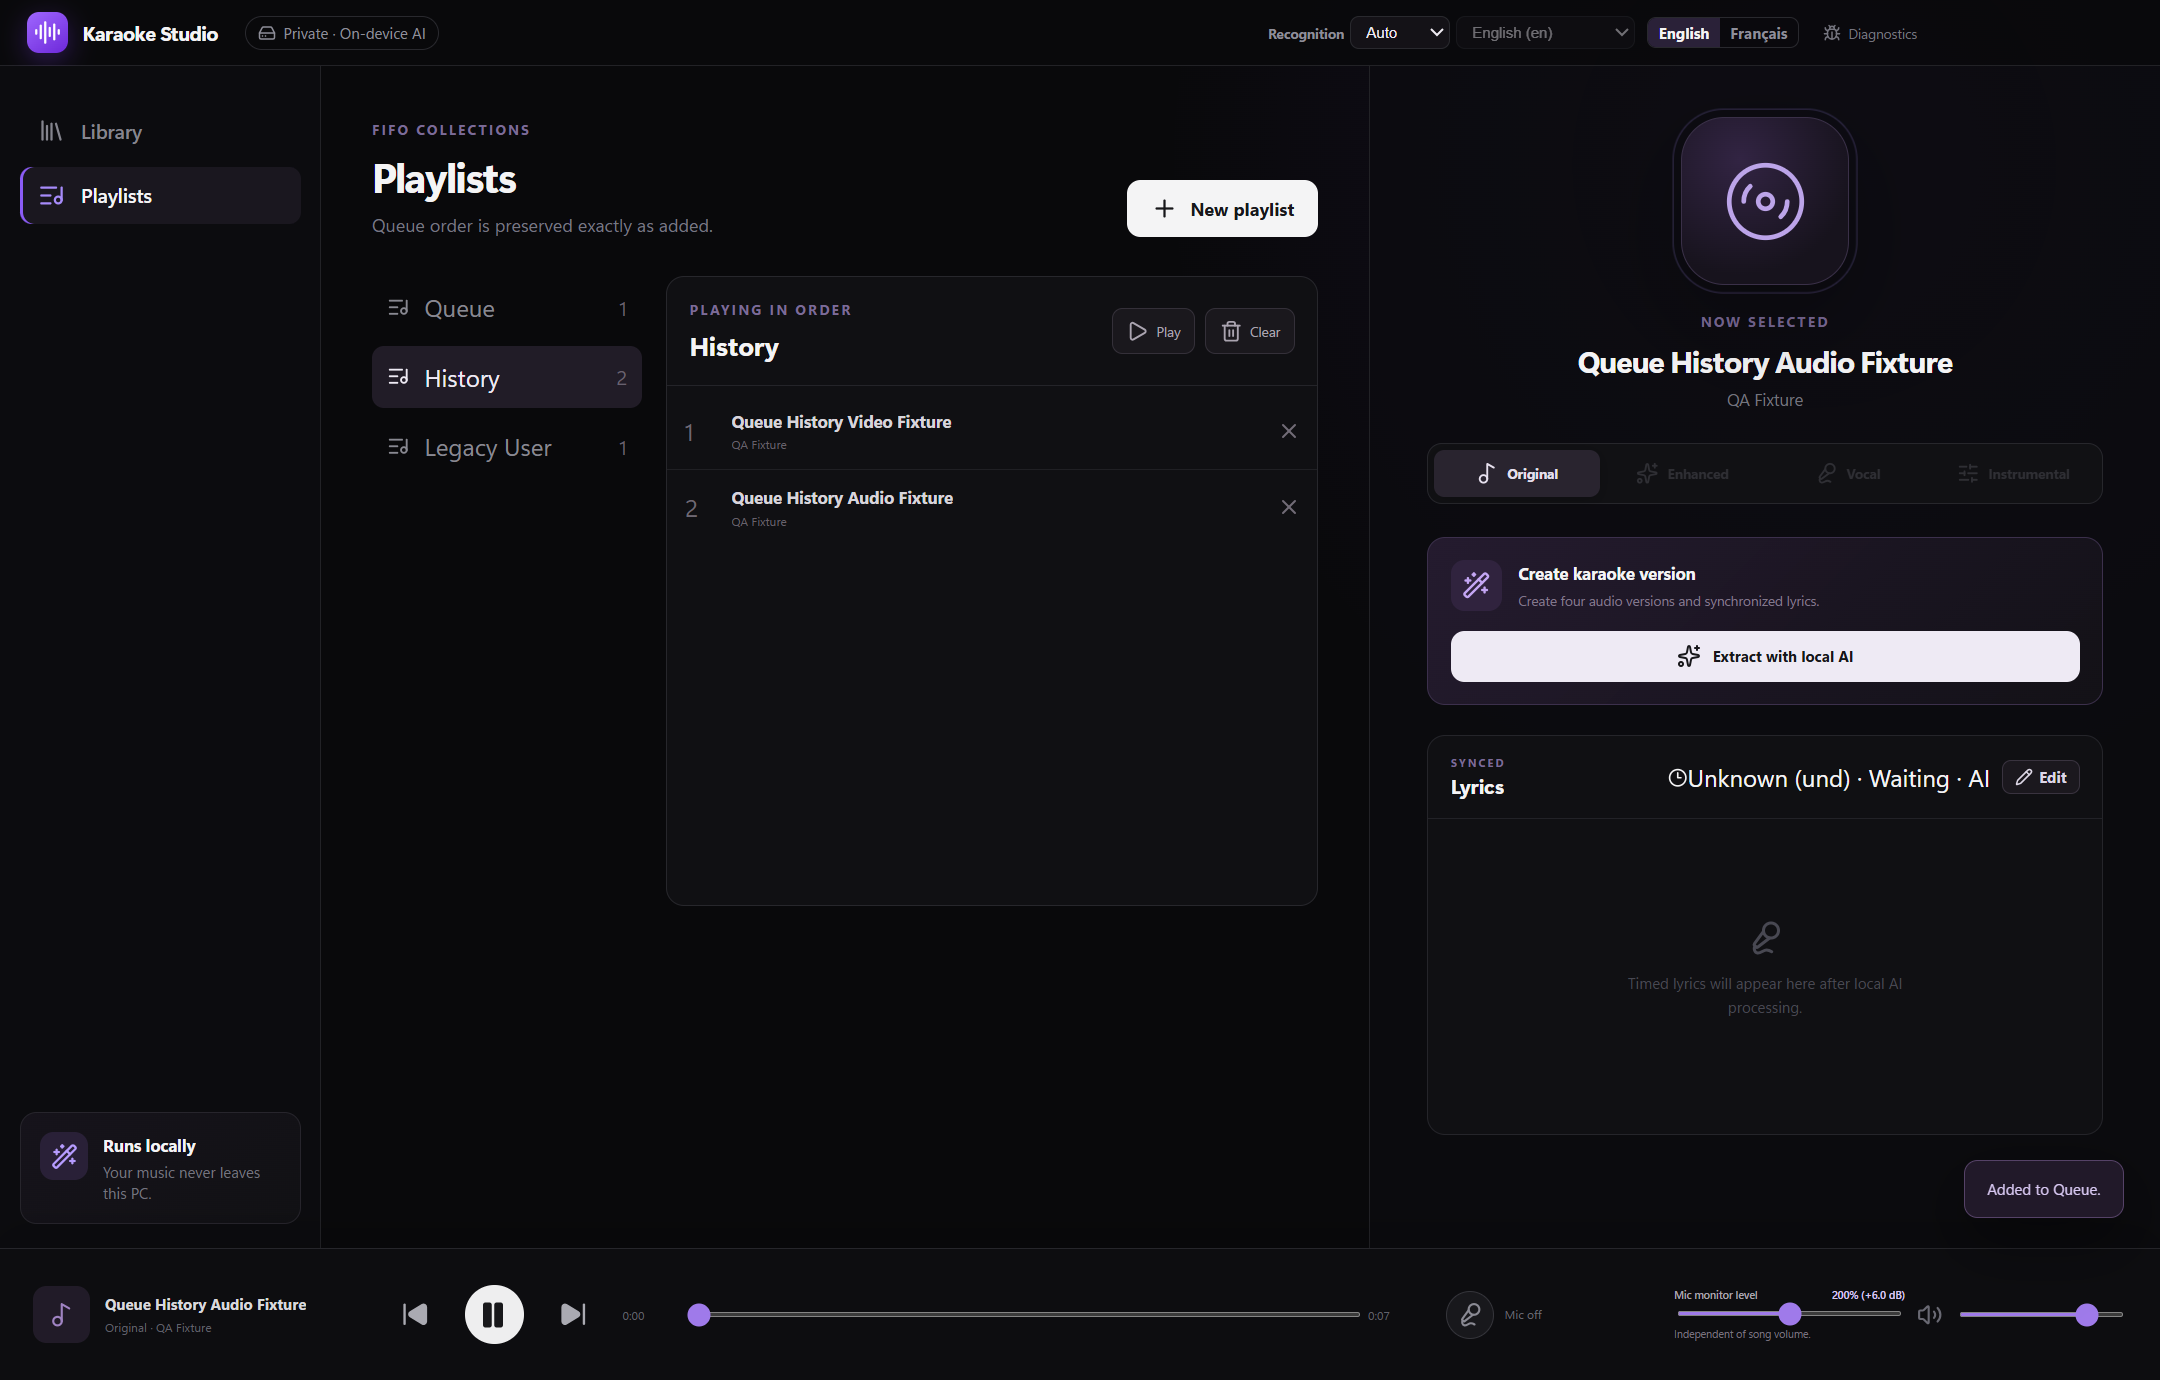 Karaoke Studio
Private · On-device AI
Recognition
Auto
English (en)
English
Français
Diagnostics
Library
Playlists
Runs locally
Your music never leaves
this PC.
FIFO COLLECTIONS
Playlists
Queue order is preserved exactly as added.
New playlist
Queue 1
History 2
Legacy User 1
PLAYING IN ORDER
History
Play
Clear
1
Queue History Video Fixture
QA Fixture
2
Queue History Audio Fixture
QA Fixture
NOW SELECTED
Queue History Audio Fixture
QA Fixture
Original
Enhanced
Vocal
Instrumental
Create karaoke version
Create four audio versions and synchronized lyrics.
Extract with local AI
SYNCED
Lyrics
Unknown (und) · Waiting · AI
Edit
Timed lyrics will appear here after local AI
processing.
Added to Queue.
Queue History Audio Fixture
Original · QA Fixture
0:00
0:07
Mic off
Mic monitor level
200% (+6.0 dB)
Independent of song volume.